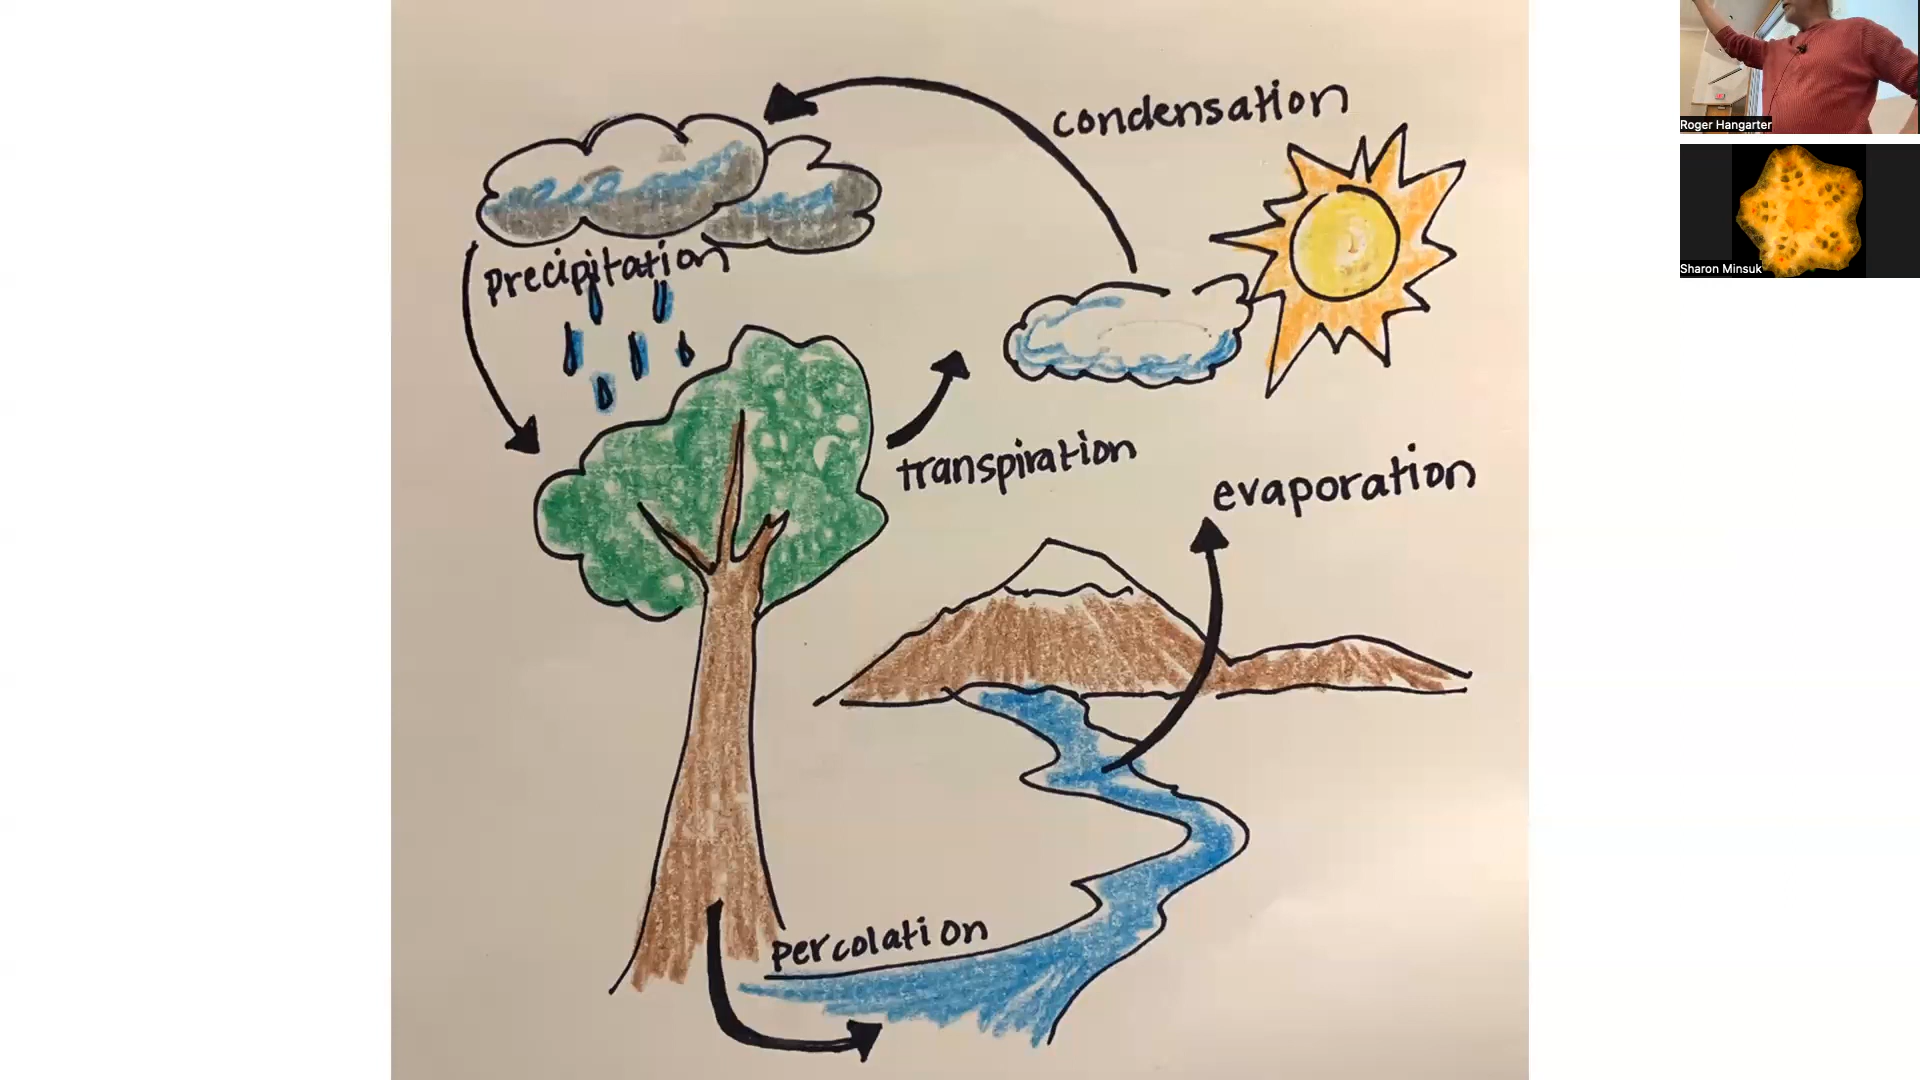 condensation
precipitation
transpiration
evaporation
percolation
Roger Hangarter
Sharon Minsuk